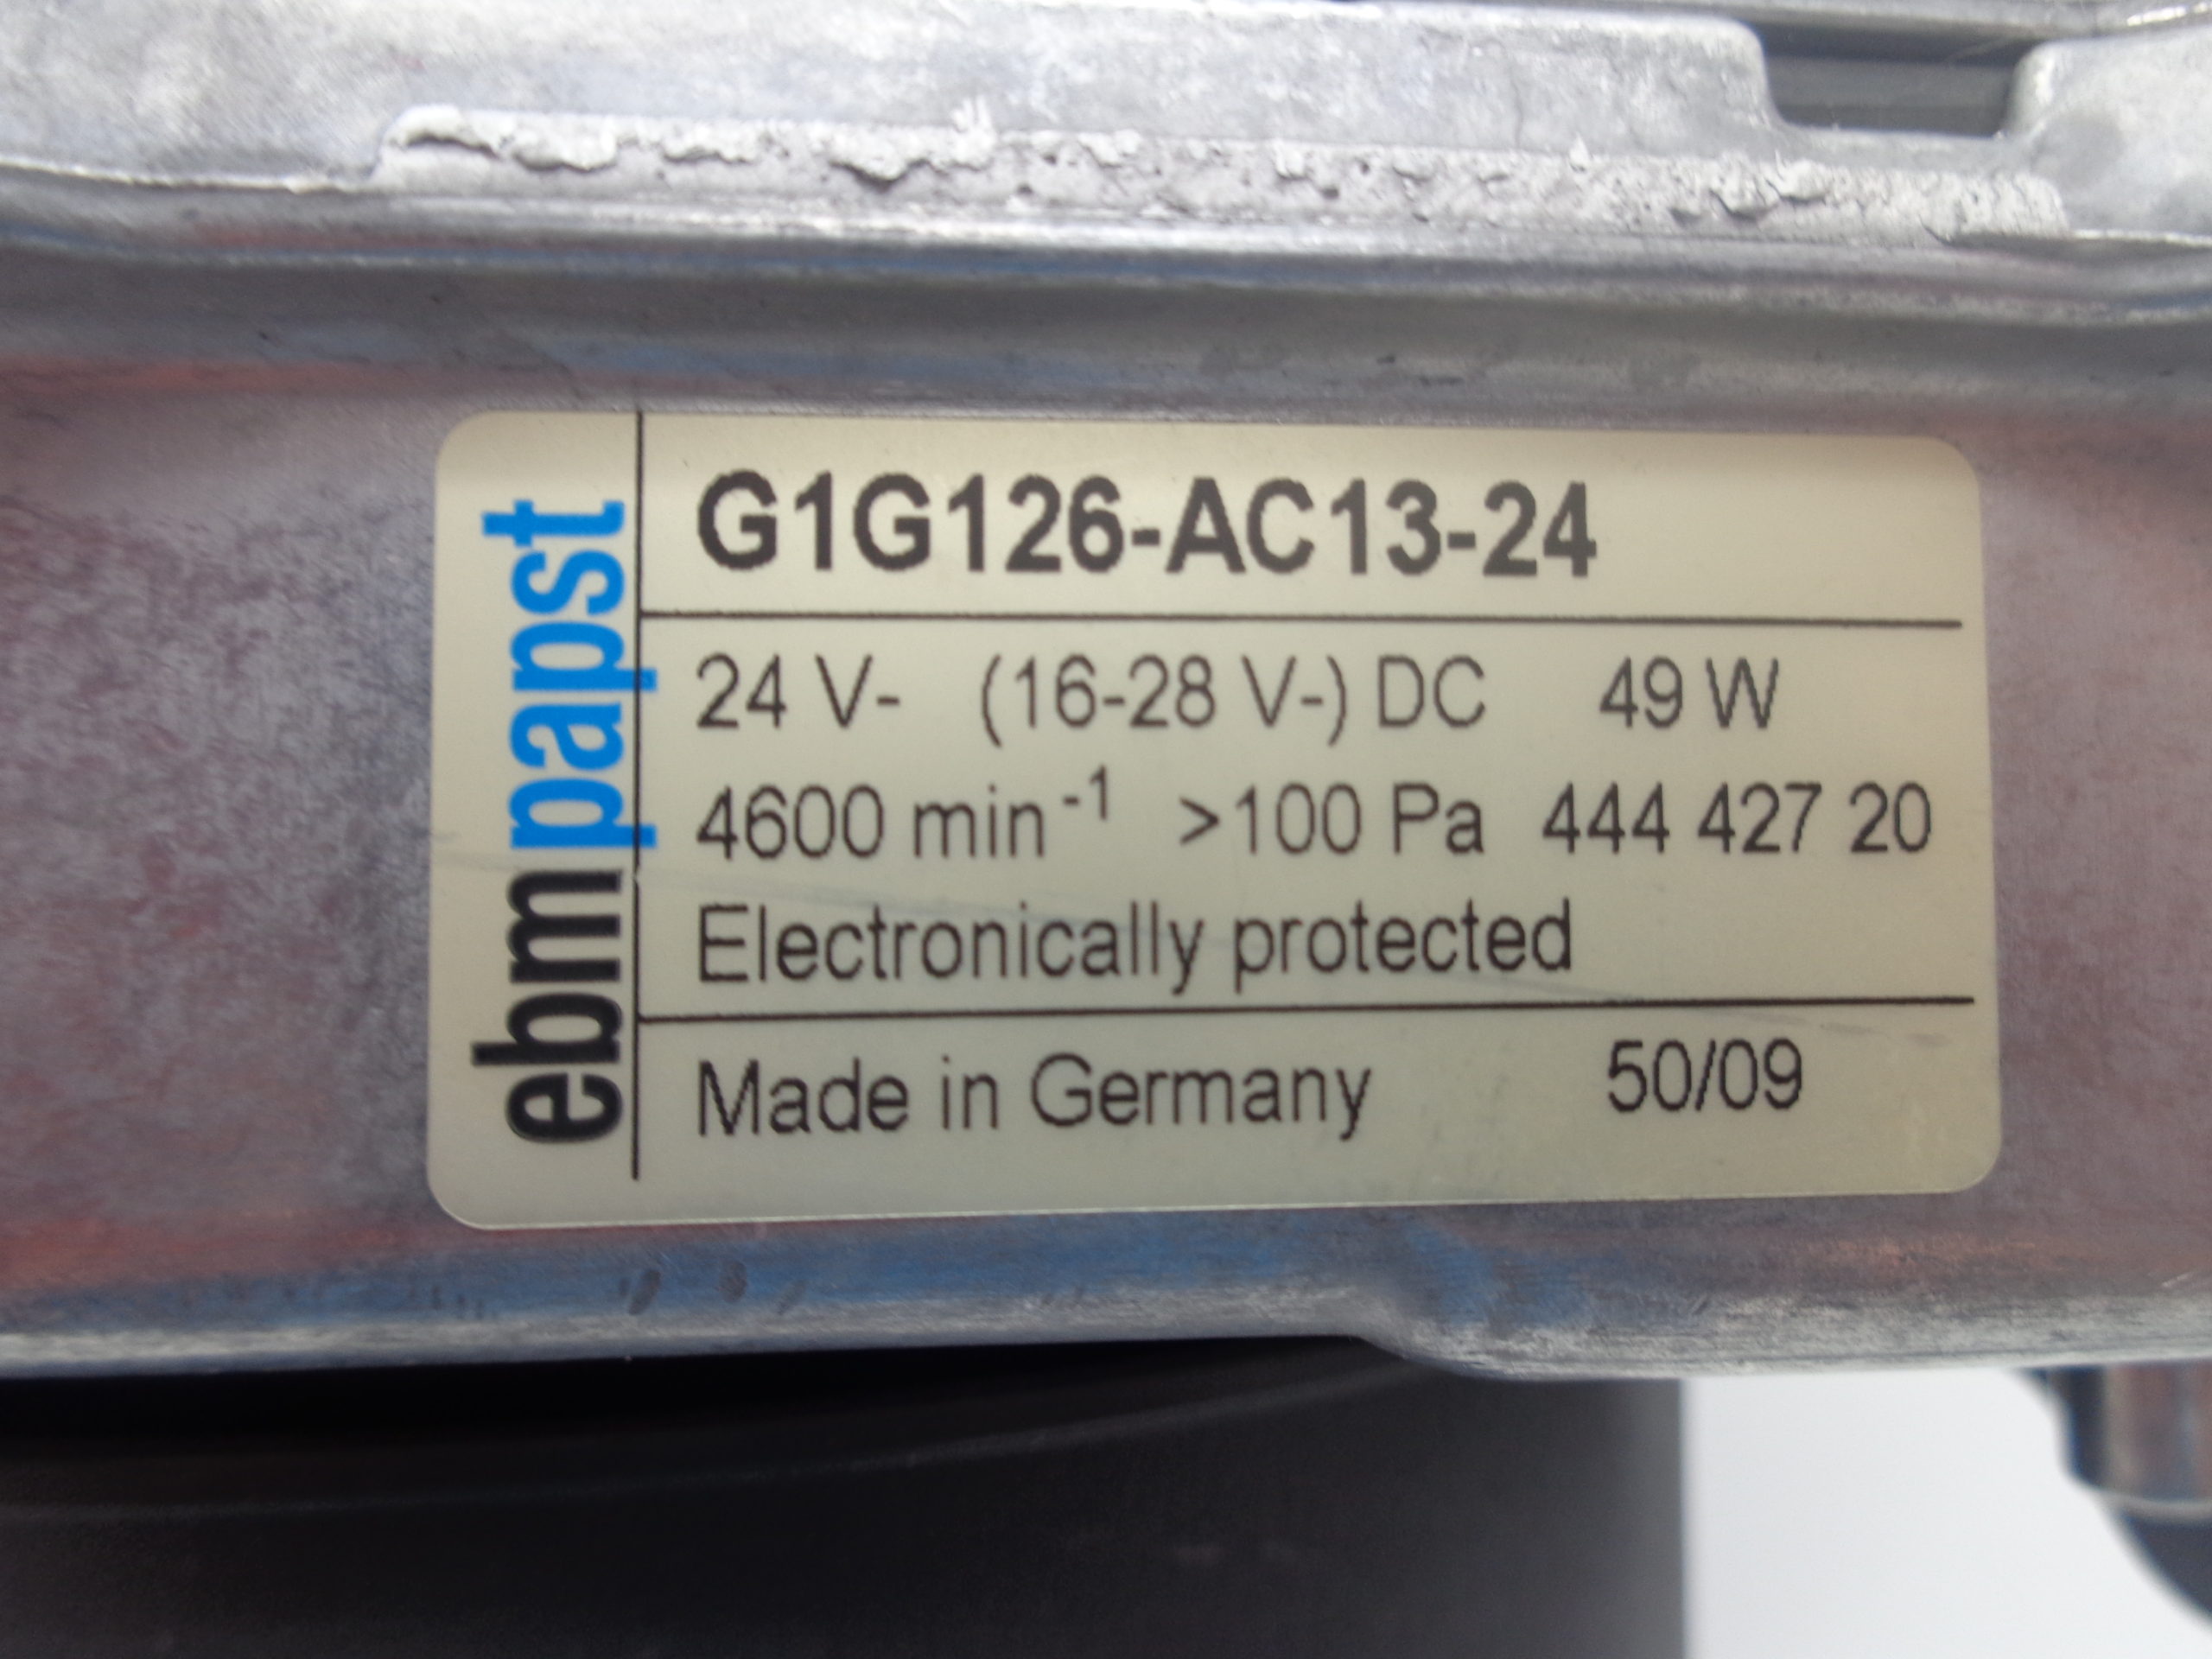 ebmpapst
G1G126-AC13-24
24 V- (16-28 V-) DC 49 W
4600 min⁻¹ >100 Pa 444 427 20
Electronically protected
Made in Germany 50/09